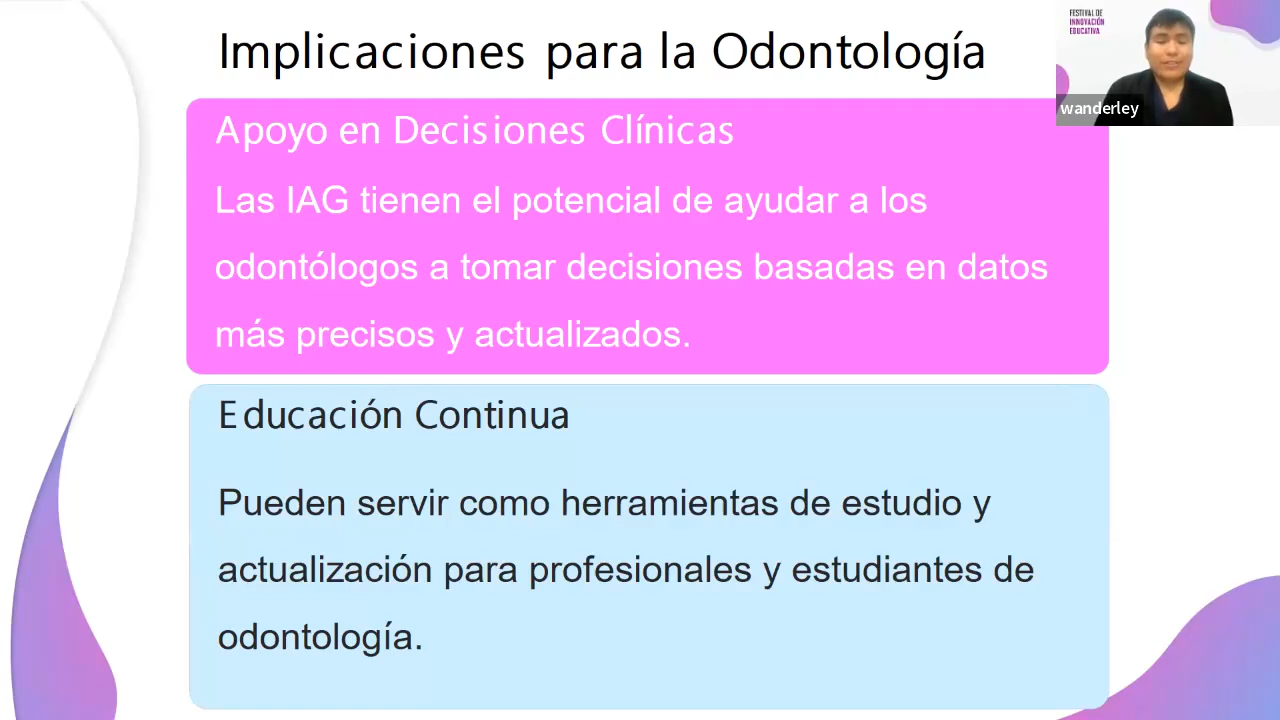 Implicaciones para la Odontología
FESTIVAL DE
INNOVACIÓN
EDUCATIVA
wanderley
Apoyo en Decisiones Clínicas
Las IAG tienen el potencial de ayudar a los
odontólogos a tomar decisiones basadas en datos
más precisos y actualizados.
Educación Continua
Pueden servir como herramientas de estudio y
actualización para profesionales y estudiantes de
odontología.